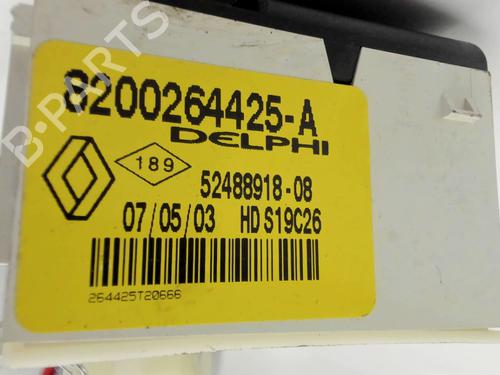 B-PARTS
8200264425-A
DELPHI
189
52488918-08
07/05/03 HD S19C26
264425T20666